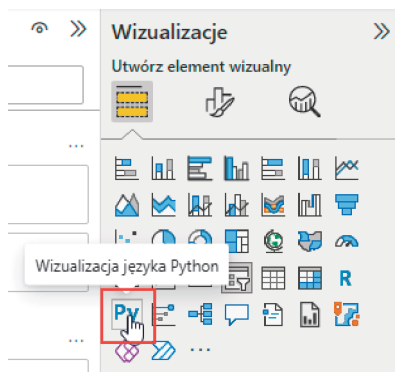 Wizualizacje
Utwórz element wizualny
R
Wizualizacja języka Python
Py